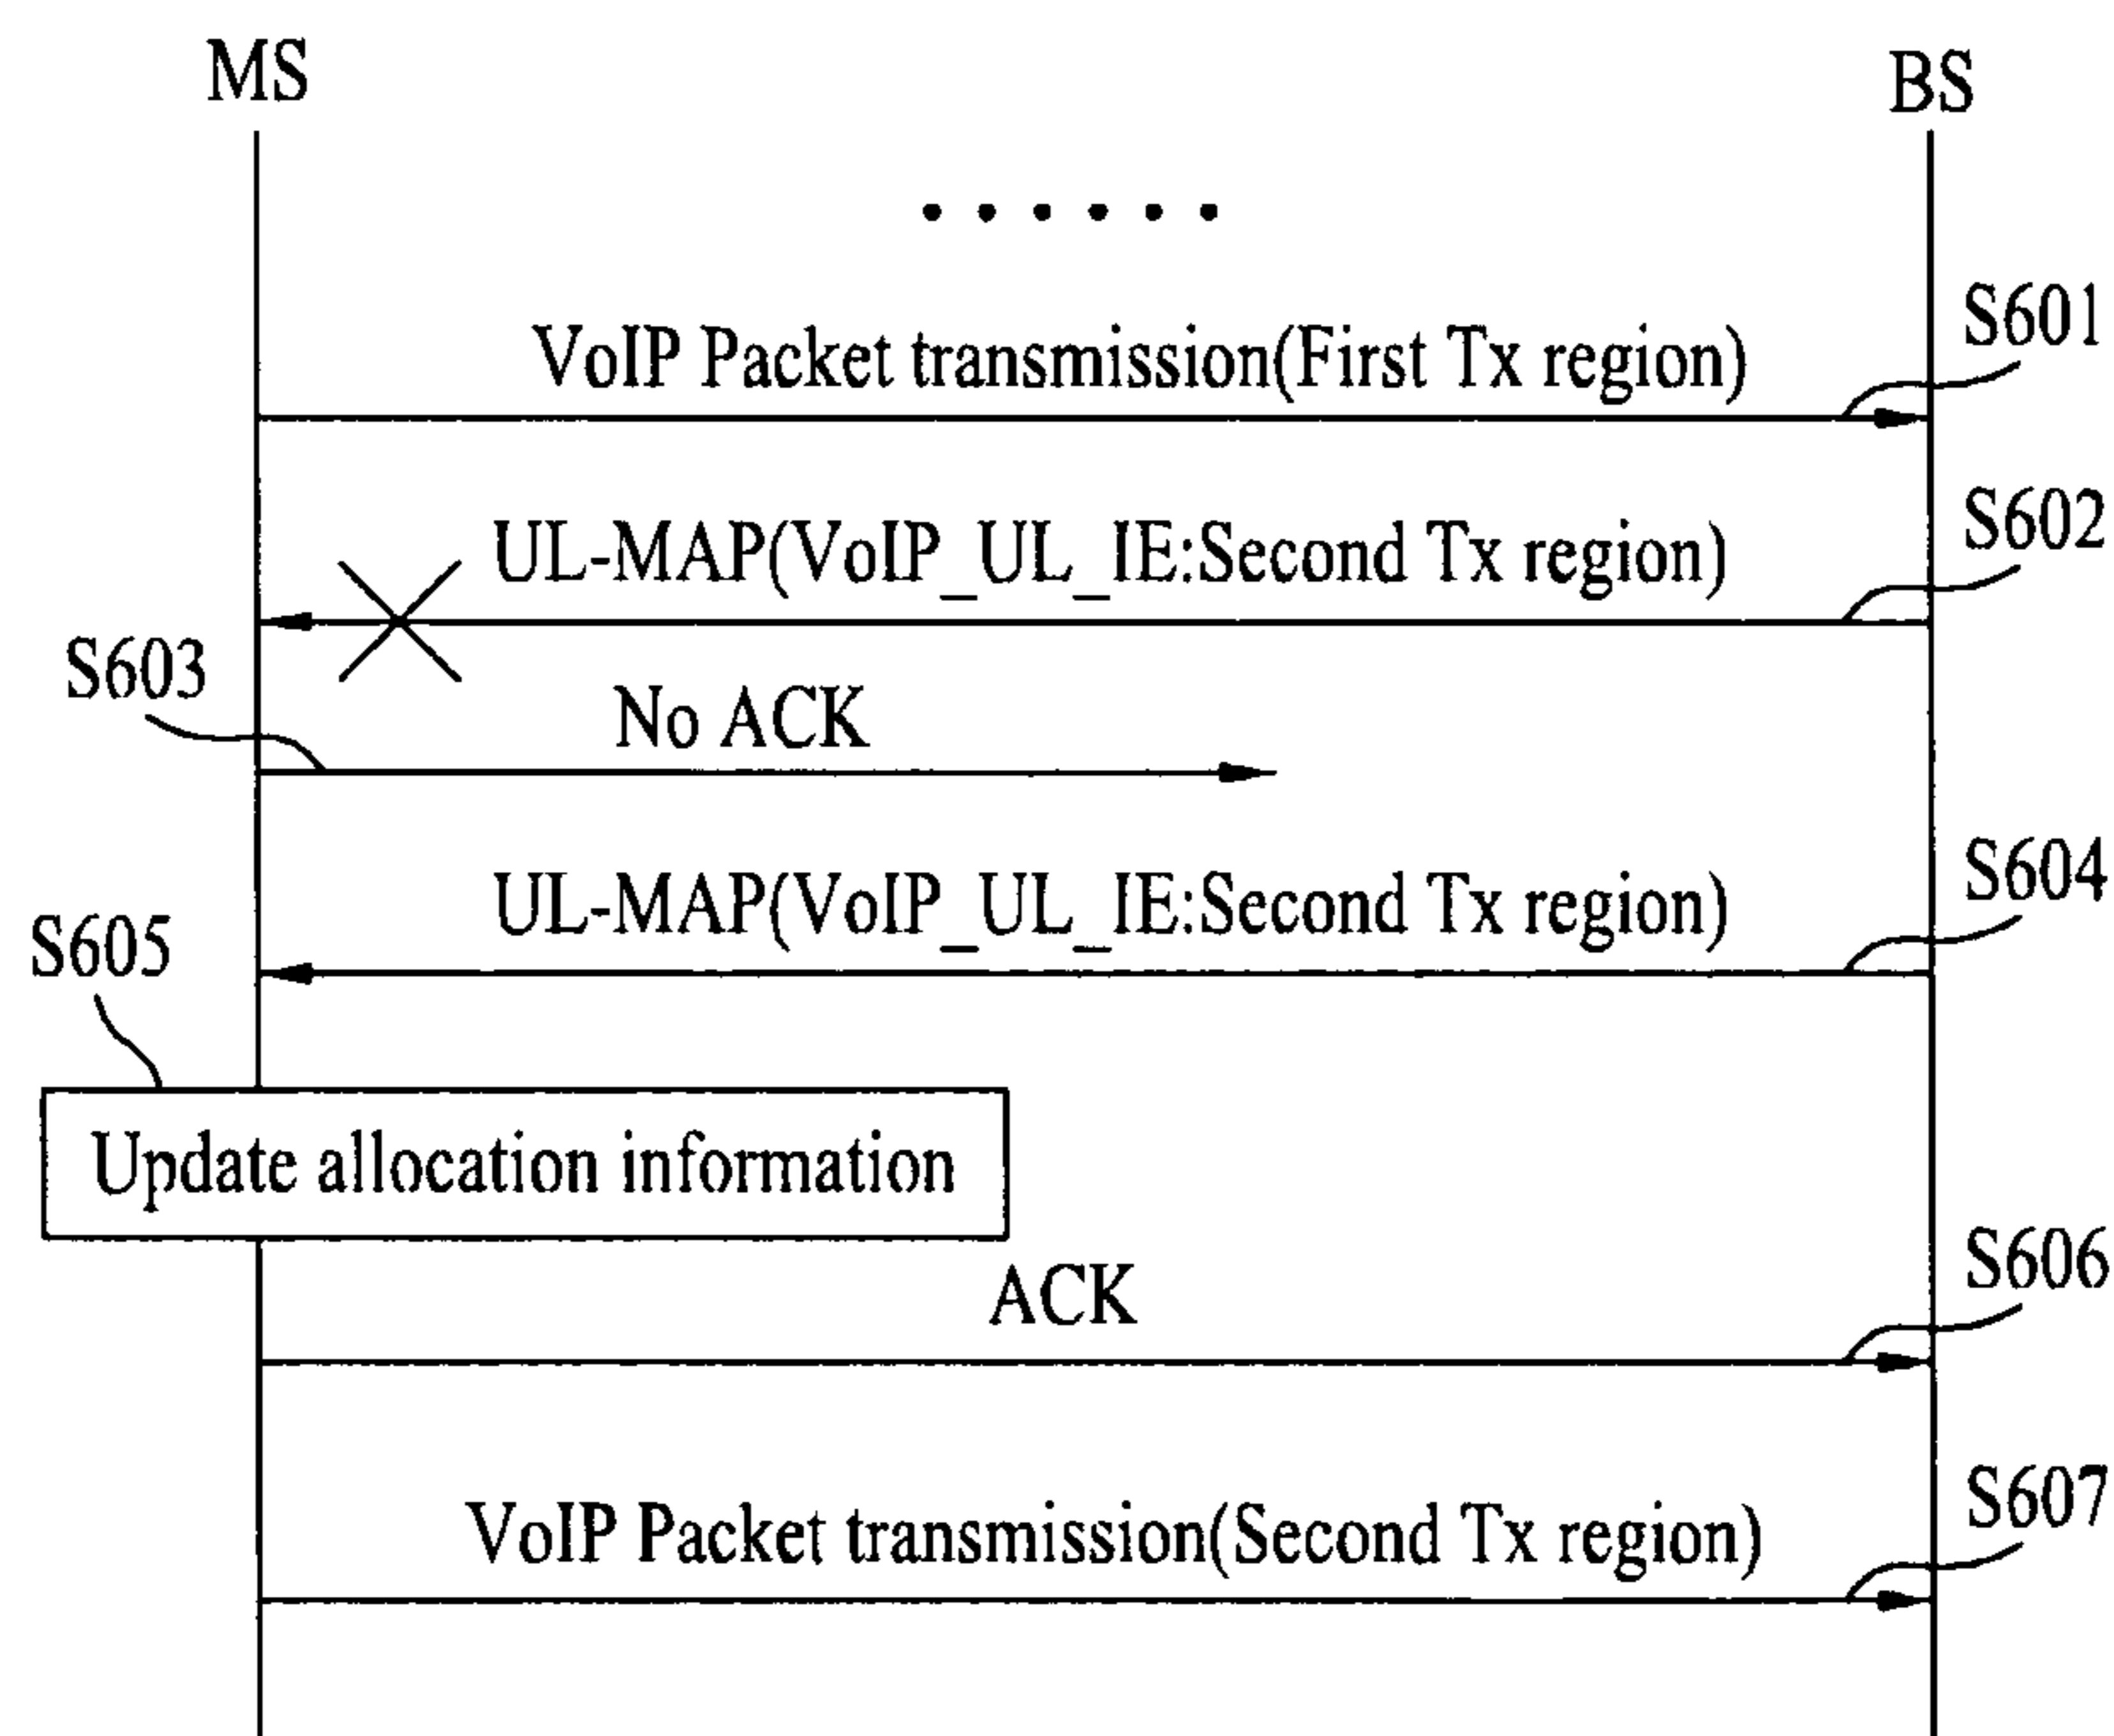 MS
BS
S601
VoIP Packet transmission(First Tx region)
S602
UL-MAP(VoIP_UL_IE:Second Tx region)
S603
No ACK
S604
UL-MAP(VoIP_UL_IE:Second Tx region)
S605
Update allocation information
S606
ACK
S607
VoIP Packet transmission(Second Tx region)